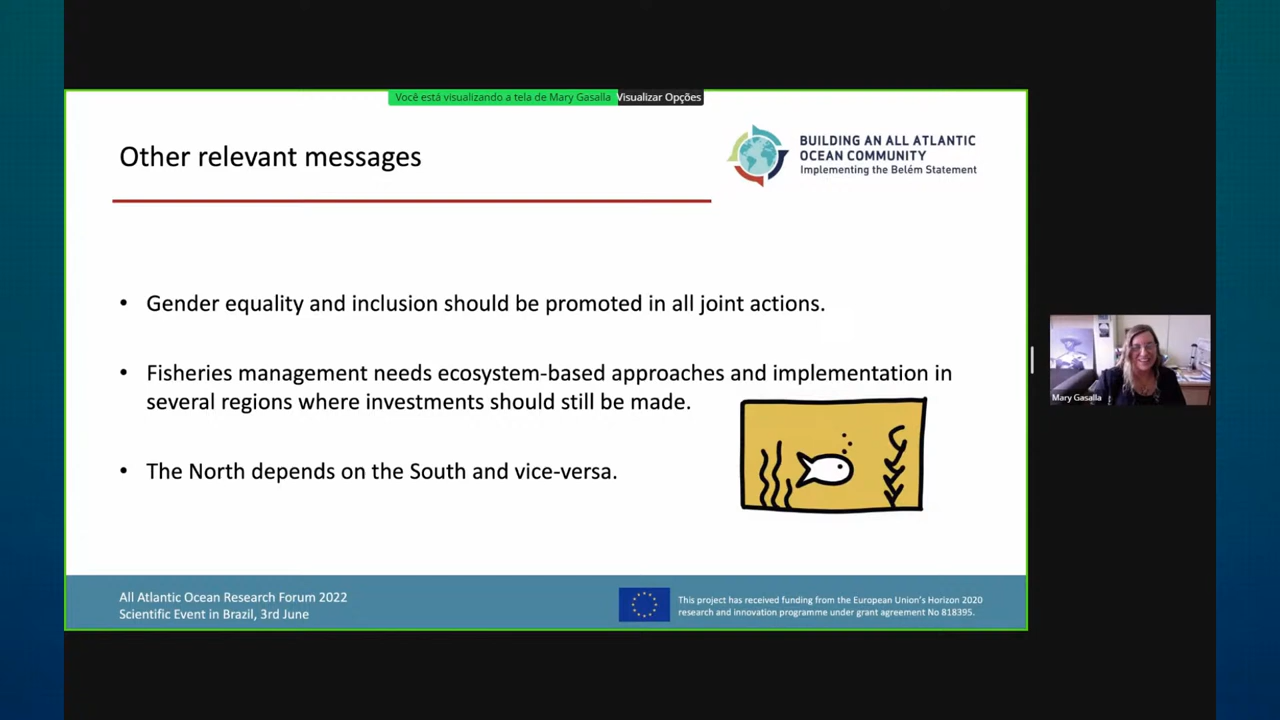 Você está visualizando a tela de Mary Gasalla Visualizar Opções
Other relevant messages
BUILDING AN ALL ATLANTIC
OCEAN COMMUNITY
Implementing the Belém Statement
• Gender equality and inclusion should be promoted in all joint actions.
• Fisheries management needs ecosystem-based approaches and implementation in
several regions where investments should still be made.
• The North depends on the South and vice-versa.
Mary Gasalla
All Atlantic Ocean Research Forum 2022
Scientific Event in Brazil, 3rd June
This project has received funding from the European Union's Horizon 2020
research and innovation programme under grant agreement No 818395.